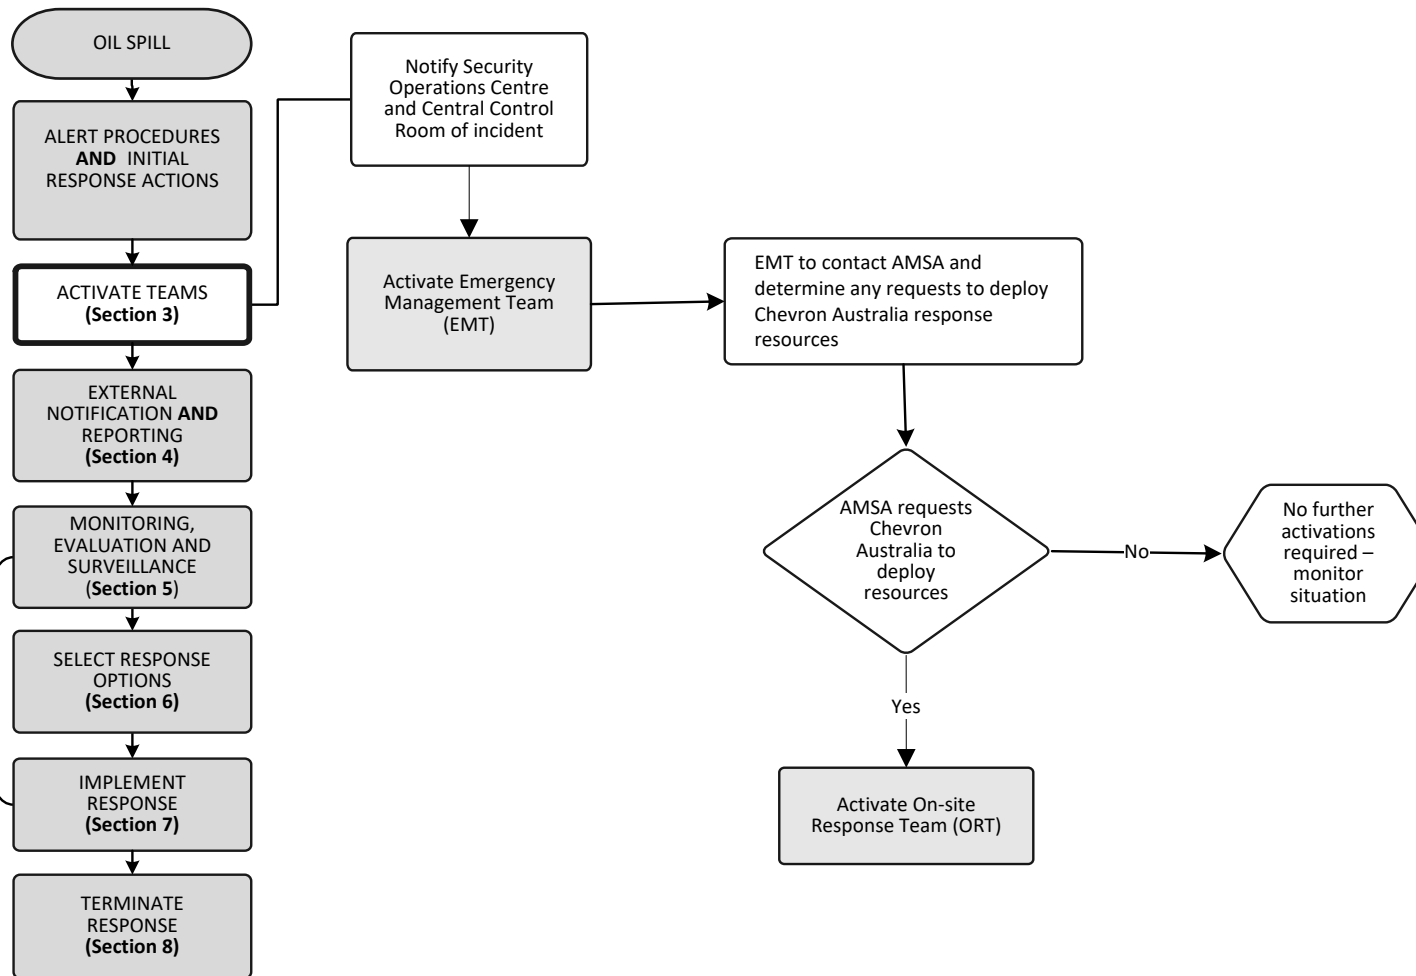 OIL SPILL
ALERT PROCEDURES
AND INITIAL
RESPONSE ACTIONS
ACTIVATE TEAMS
(Section 3)
EXTERNAL
NOTIFICATION AND
REPORTING
(Section 4)
MONITORING,
EVALUATION AND
SURVEILLANCE
(Section 5)
SELECT RESPONSE
OPTIONS
(Section 6)
IMPLEMENT
RESPONSE
(Section 7)
TERMINATE
RESPONSE
(Section 8)
Notify Security
Operations Centre
and Central Control
Room of incident
Activate Emergency
Management Team
(EMT)
EMT to contact AMSA and
determine any requests to deploy
Chevron Australia response
resources
AMSA requests
Chevron
Australia to
deploy
resources
No
No further
activations
required –
monitor
situation
Yes
Activate On-site
Response Team (ORT)